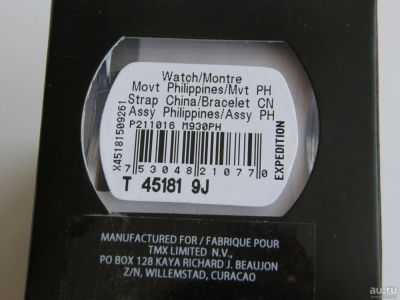 Watch/Montre
Movt Philippines/Mvt PH
Strap China/Bracelet CN
Assy Philippines/Assy PH
P211016 M930PH
X45181509261
EXPEDITION
7 53048 21077 0
T 45181 9J
MANUFACTURED FOR / FABRIQUÉ POUR
TMX LIMITED N.V.,
PO BOX 128 KAYA RICHARD J. BEAUJON
Z/N, WILLEMSTAD, CURACAO
au.ru